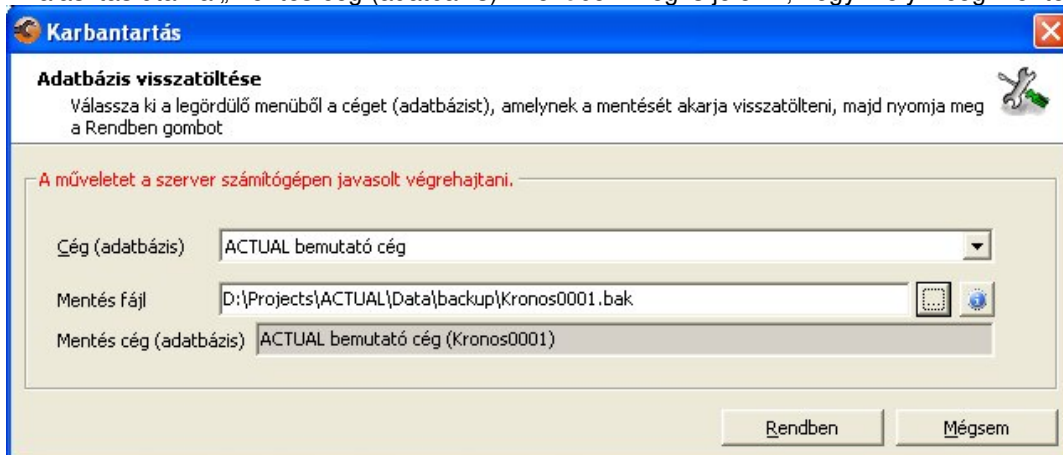 Karbantartás
Adatbázis visszatöltése
Válassza ki a legördülő menüből a céget (adatbázist), amelynek a mentését akarja visszatölteni, majd nyomja meg
a Rendben gombot
A műveletet a szerver számítógépen javasolt végrehajtani.
Cég (adatbázis) ACTUAL bemutató cég
Mentés fájl D:\Projects\ACTUAL\Data\backup\Kronos0001.bak ...
Mentés cég (adatbázis) ACTUAL bemutató cég (Kronos0001)
Rendben Mégsem